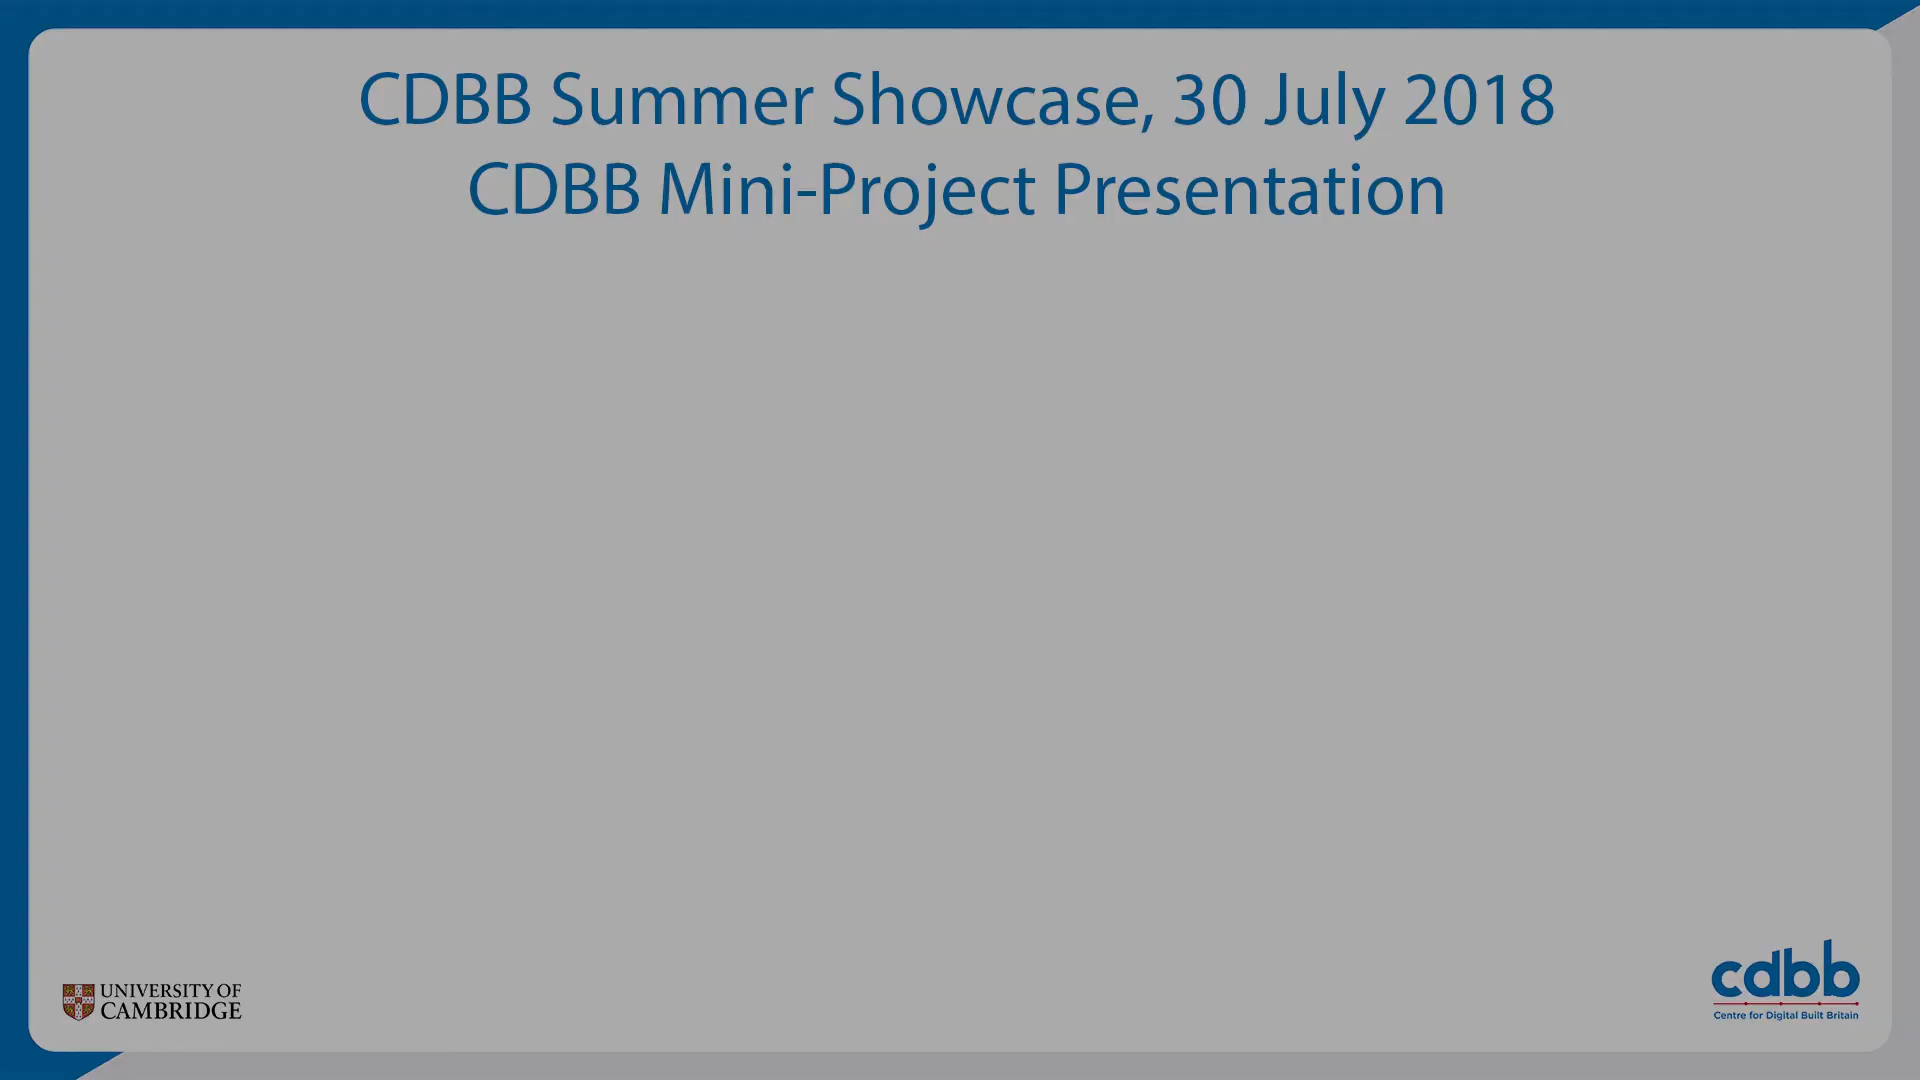 CDBB Summer Showcase, 30 July 2018
CDBB Mini-Project Presentation
UNIVERSITY OF
CAMBRIDGE
cdbb
Centre for Digital Built Britain